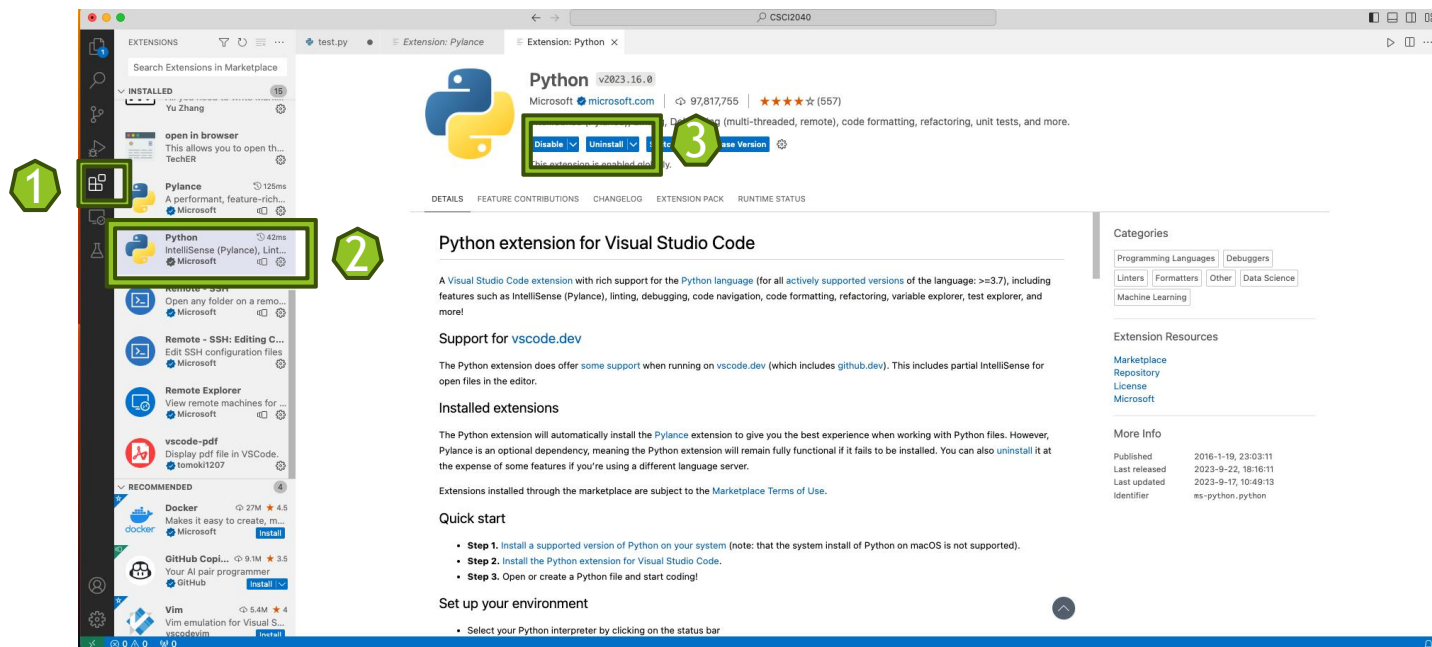 CSCI2040
EXTENSIONS
test.py
Extension: Pylance
Extension: Python
Search Extensions in Marketplace
INSTALLED 15
Yu Zhang
open in browser
This allows you to open th...
TechER
Pylance 125ms
A performant, feature-rich...
Microsoft
Python 42ms
IntelliSense (Pylance), Lint...
Microsoft
Remote - SSH
Open any folder on a remo...
Microsoft
Remote - SSH: Editing C...
Edit SSH configuration files
Microsoft
Remote Explorer
View remote machines for ...
Microsoft
vscode-pdf
Display pdf file in VSCode.
tomoki1207
RECOMMENDED 4
Docker 27M ★ 4.5
Makes it easy to create, m...
docker
Microsoft Install
GitHub Copi... 9.1M ★ 3.5
Your AI pair programmer
GitHub Install
Vim 5.4M ★ 4
Vim emulation for Visual S...
vscodevim Install
1
2
3
1
Python v2023.16.0
Microsoft microsoft.com 97,817,755 (557)
(multi-threaded, remote), code formatting, refactoring, unit tests, and more.
Disable Uninstall Version
This extension is enabled globally.
DETAILS FEATURE CONTRIBUTIONS CHANGELOG EXTENSION PACK RUNTIME STATUS
Python extension for Visual Studio Code
A Visual Studio Code extension with rich support for the Python language (for all actively supported versions of the language: >=3.7), including
features such as IntelliSense (Pylance), linting, debugging, code navigation, code formatting, refactoring, variable explorer, test explorer, and
more!
Support for vscode.dev
The Python extension does offer some support when running on vscode.dev (which includes github.dev). This includes partial IntelliSense for
open files in the editor.
Installed extensions
The Python extension will automatically install the Pylance extension to give you the best experience when working with Python files. However,
Pylance is an optional dependency, meaning the Python extension will remain fully functional if it fails to be installed. You can also uninstall it at
the expense of some features if you're using a different language server.
Extensions installed through the marketplace are subject to the Marketplace Terms of Use.
Quick start
• Step 1. Install a supported version of Python on your system (note: that the system install of Python on macOS is not supported).
• Step 2. Install the Python extension for Visual Studio Code.
• Step 3. Open or create a Python file and start coding!
Set up your environment
• Select your Python interpreter by clicking on the status bar
Categories
Programming Languages Debuggers
Linters Formatters Other Data Science
Machine Learning
Extension Resources
Marketplace
Repository
License
Microsoft
More Info
Published 2016-1-19, 23:03:11
Last released 2023-9-22, 18:16:11
Last updated 2023-9-17, 10:49:13
Identifier ms-python.python
0 0 0